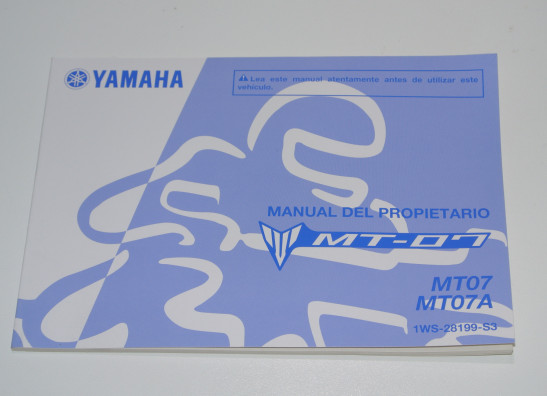 YAMAHA
Lea este manual atentamente antes de utilizar este
vehículo.
MANUAL DEL PROPIETARIO
MT-07
MT07
MT07A
1WS-28199-S3